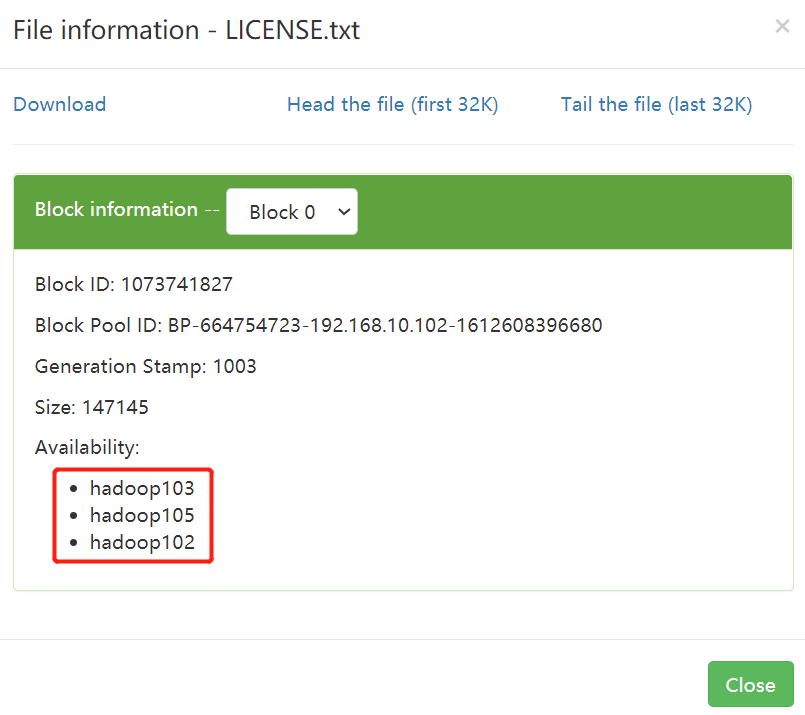 File information - LICENSE.txt
×
Download Head the file (first 32K) Tail the file (last 32K)
Block information -- Block 0
Block ID: 1073741827
Block Pool ID: BP-664754723-192.168.10.102-1612608396680
Generation Stamp: 1003
Size: 147145
Availability:
• hadoop103
• hadoop105
• hadoop102
Close